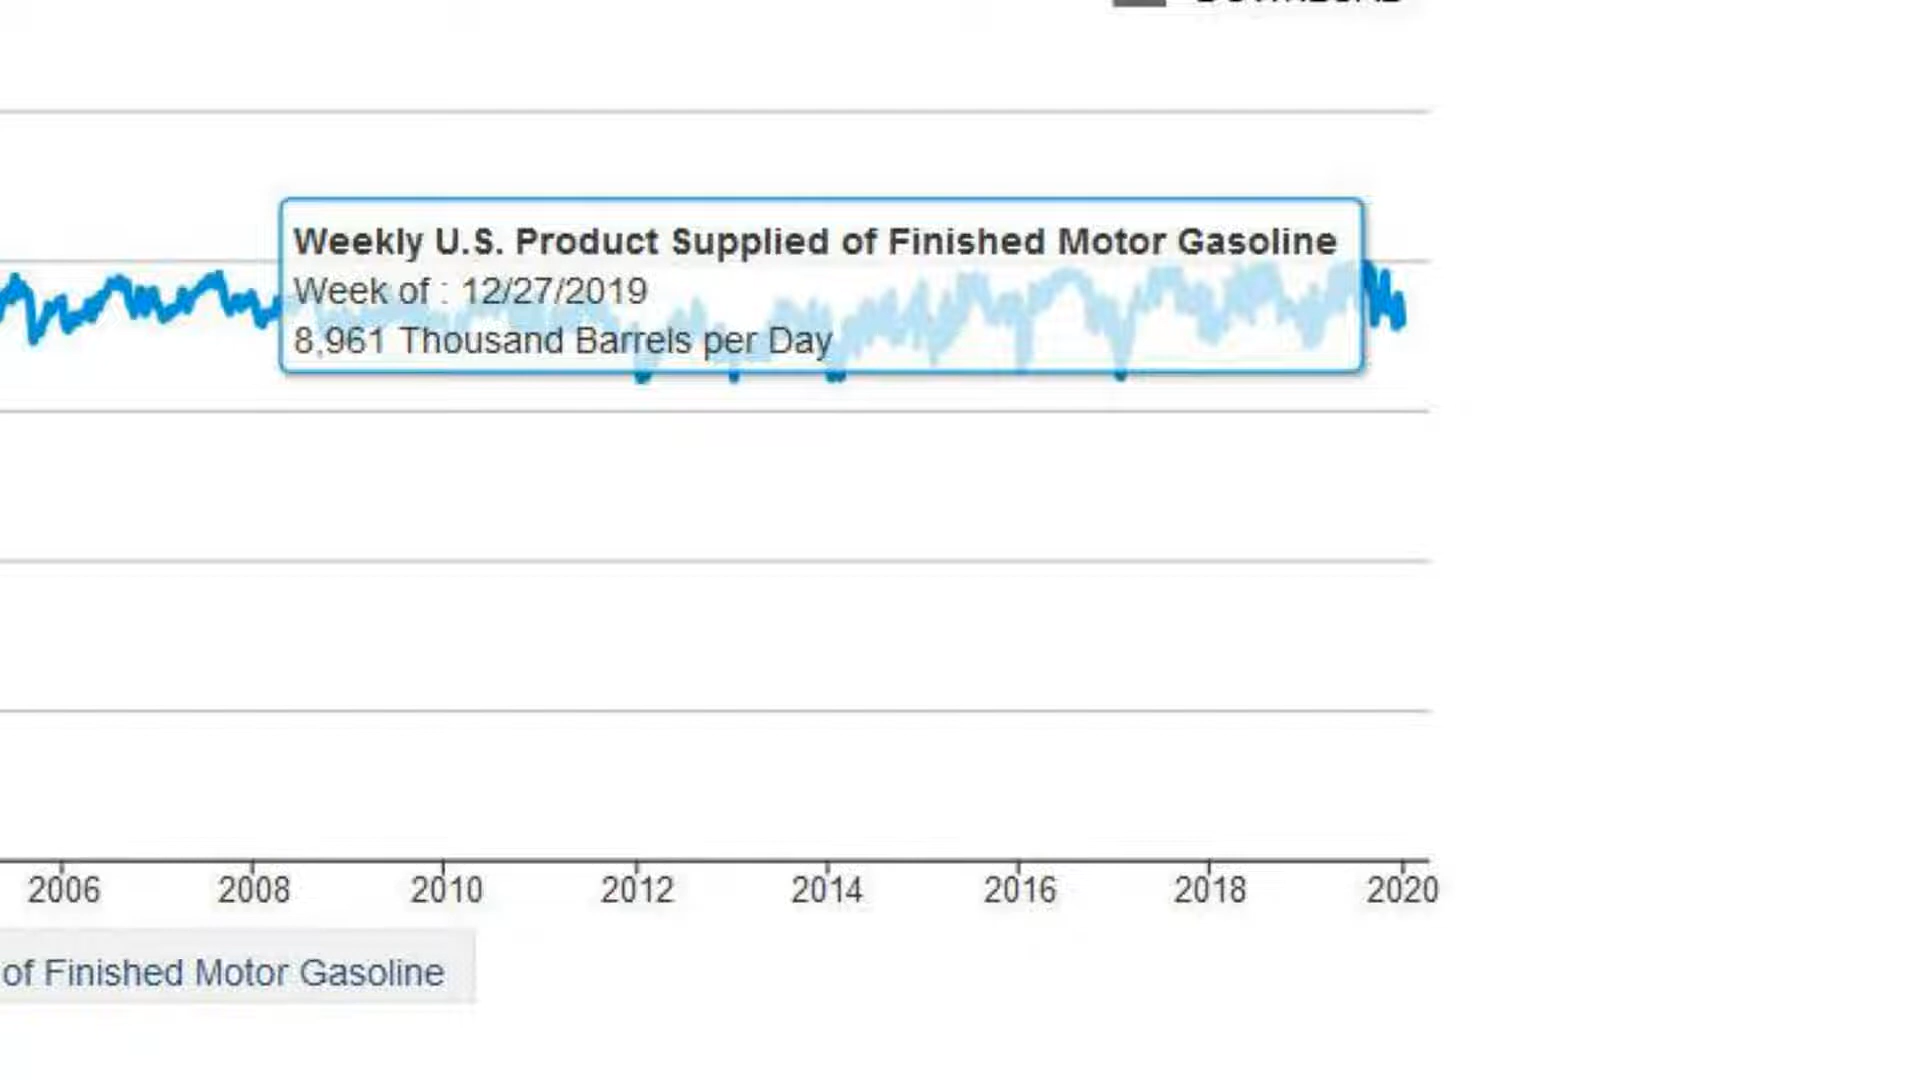 Weekly U.S. Product Supplied of Finished Motor Gasoline
Week of : 12/27/2019
8,961 Thousand Barrels per Day
2006 2008 2010 2012 2014 2016 2018 2020
of Finished Motor Gasoline